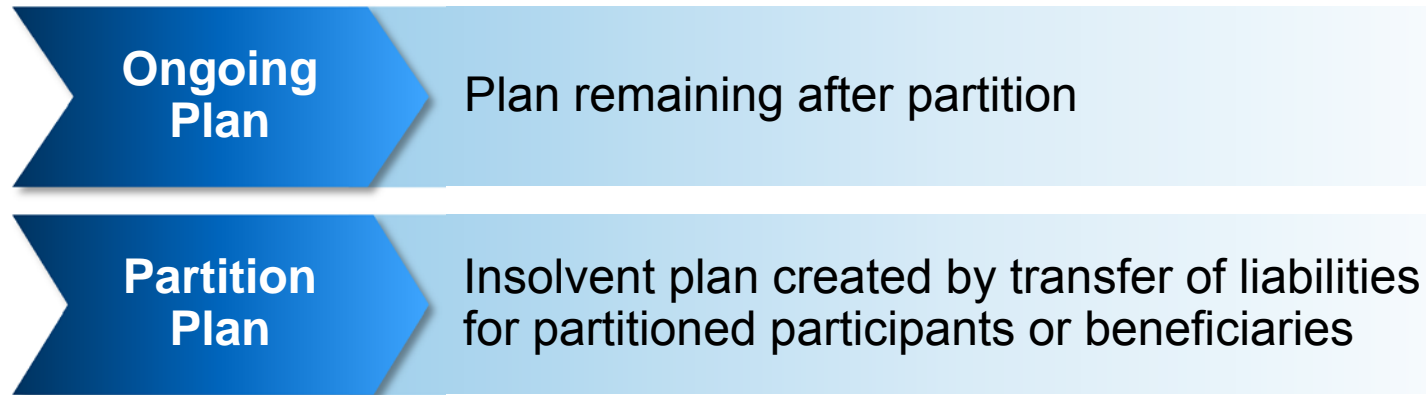 Ongoing
Plan
Plan remaining after partition
Partition
Plan
Insolvent plan created by transfer of liabilities
for partitioned participants or beneficiaries